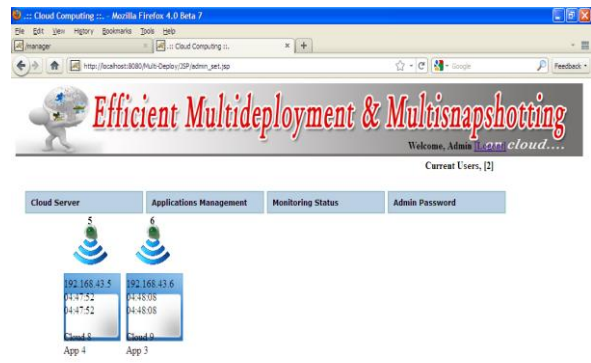 .:: Cloud Computing ::. - Mozilla Firefox 4.0 Beta 7
File Edit View History Bookmarks Tools Help
/manager
.:: Cloud Computing ::.
http://localhost:8080/Multi-Deploy/JSP/admin_set.jsp
Google
Feedback
Efficient Multideployment & Multisnapshotting
on cloud....
Welcome, Admin [Logout]
Current Users, [2]
Cloud Server Applications Management Monitoring Status Admin Password
5 6
192.168.43.5 192.168.43.6
04:47:52 04:48:08
04:47:52 04:48:08
Cloud 8 Cloud 9
App 4 App 3